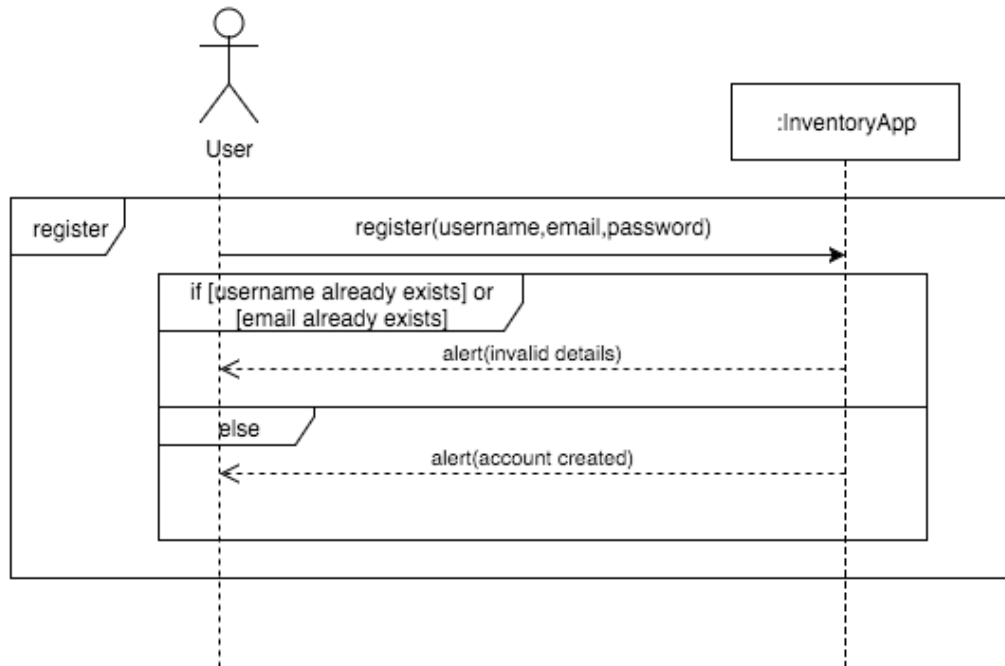 User
:InventoryApp
register
register(username,email,password)
if [username already exists] or
[email already exists]
alert(invalid details)
else
alert(account created)